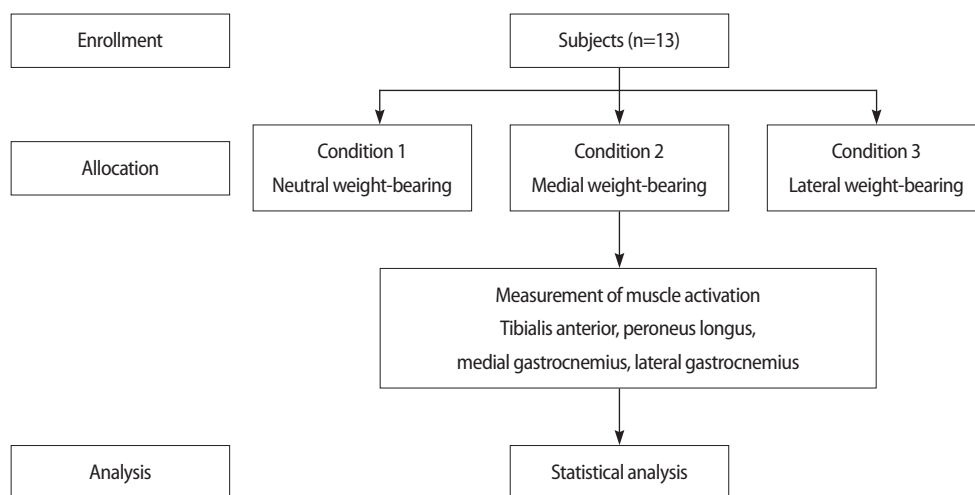 Enrollment
Subjects (n=13)
Allocation
Condition 1
Neutral weight-bearing
Condition 2
Medial weight-bearing
Condition 3
Lateral weight-bearing
Measurement of muscle activation
Tibialis anterior, peroneus longus,
medial gastrocnemius, lateral gastrocnemius
Analysis
Statistical analysis